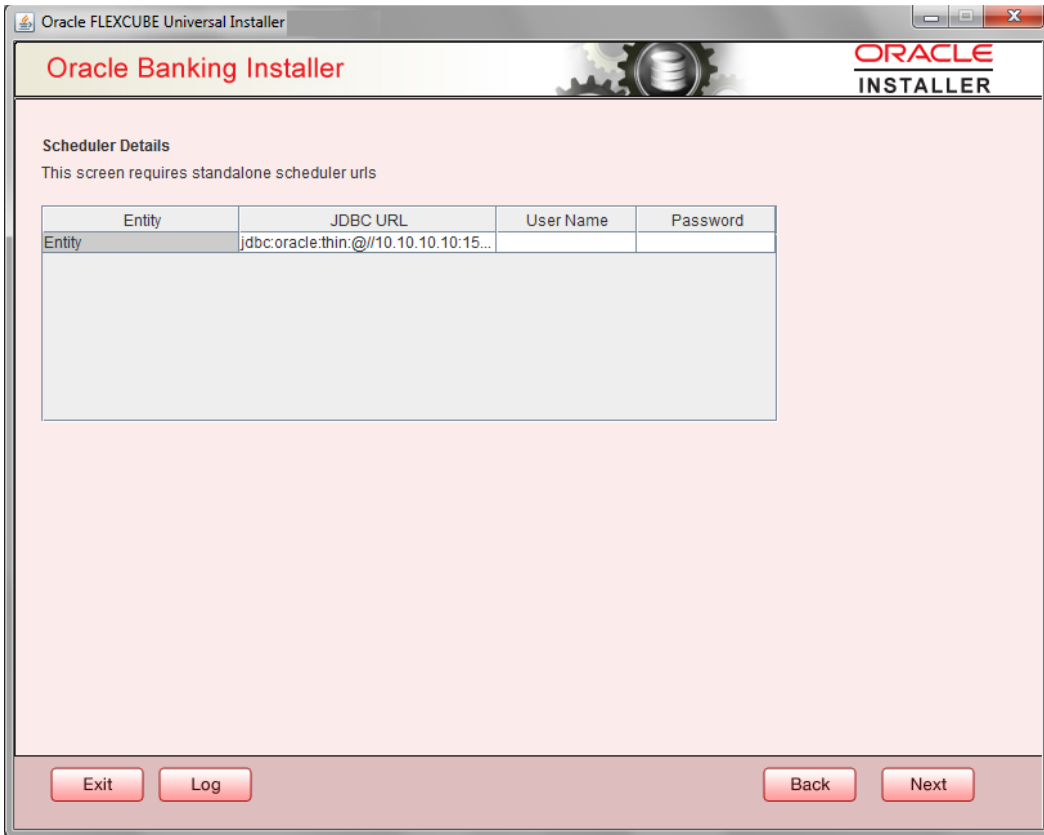 Oracle FLEXCUBE Universal Installer
Oracle Banking Installer
ORACLE
INSTALLER
Scheduler Details
This screen requires standalone scheduler urls
Entity JDBC URL User Name Password
Entity jdbc:oracle:thin:@//10.10.10.10:15...
Exit Log Back Next